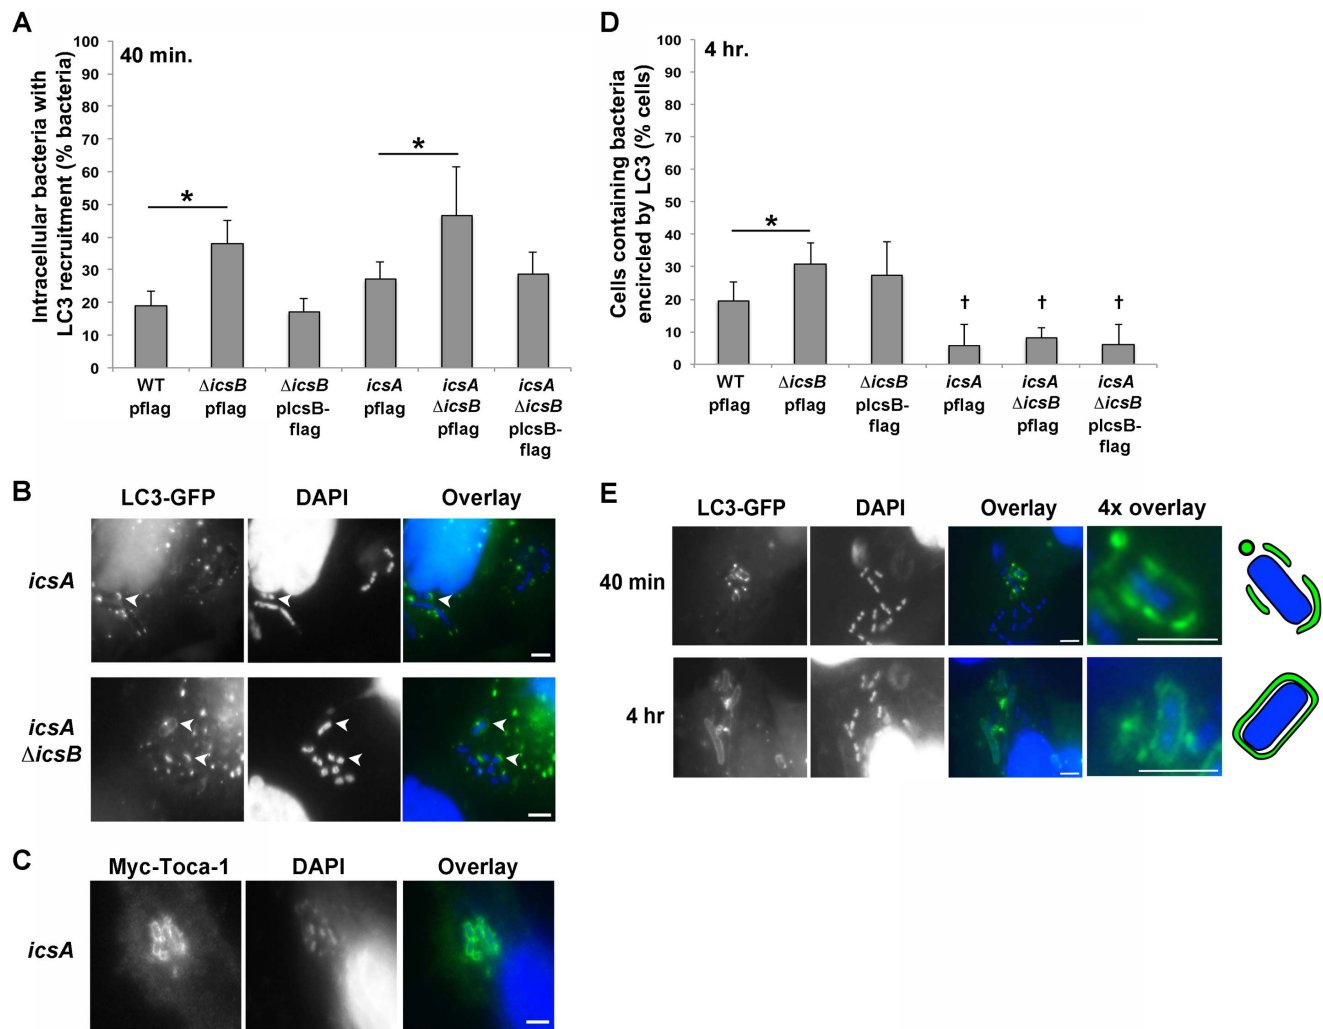 A
40 min.
Intracellular bacteria with
LC3 recruitment (% bacteria)
100
90
80
70
60
50
40
30
20
10
0
*
*
WT
pflag
ΔicsB
pflag
ΔicsB
pIcsB-
flag
icsA
pflag
icsA
ΔicsB
pflag
icsA
ΔicsB
pIcsB-
flag
D
4 hr.
Cells containing bacteria
encircled by LC3 (% cells)
100
90
80
70
60
50
40
30
20
10
0
*
† † †
WT
pflag
ΔicsB
pflag
ΔicsB
pIcsB-
flag
icsA
pflag
icsA
ΔicsB
pflag
icsA
ΔicsB
pIcsB-
flag
B
LC3-GFP DAPI Overlay
icsA
icsA
ΔicsB
C
Myc-Toca-1 DAPI Overlay
icsA
E
LC3-GFP DAPI Overlay 4x overlay
40 min
4 hr